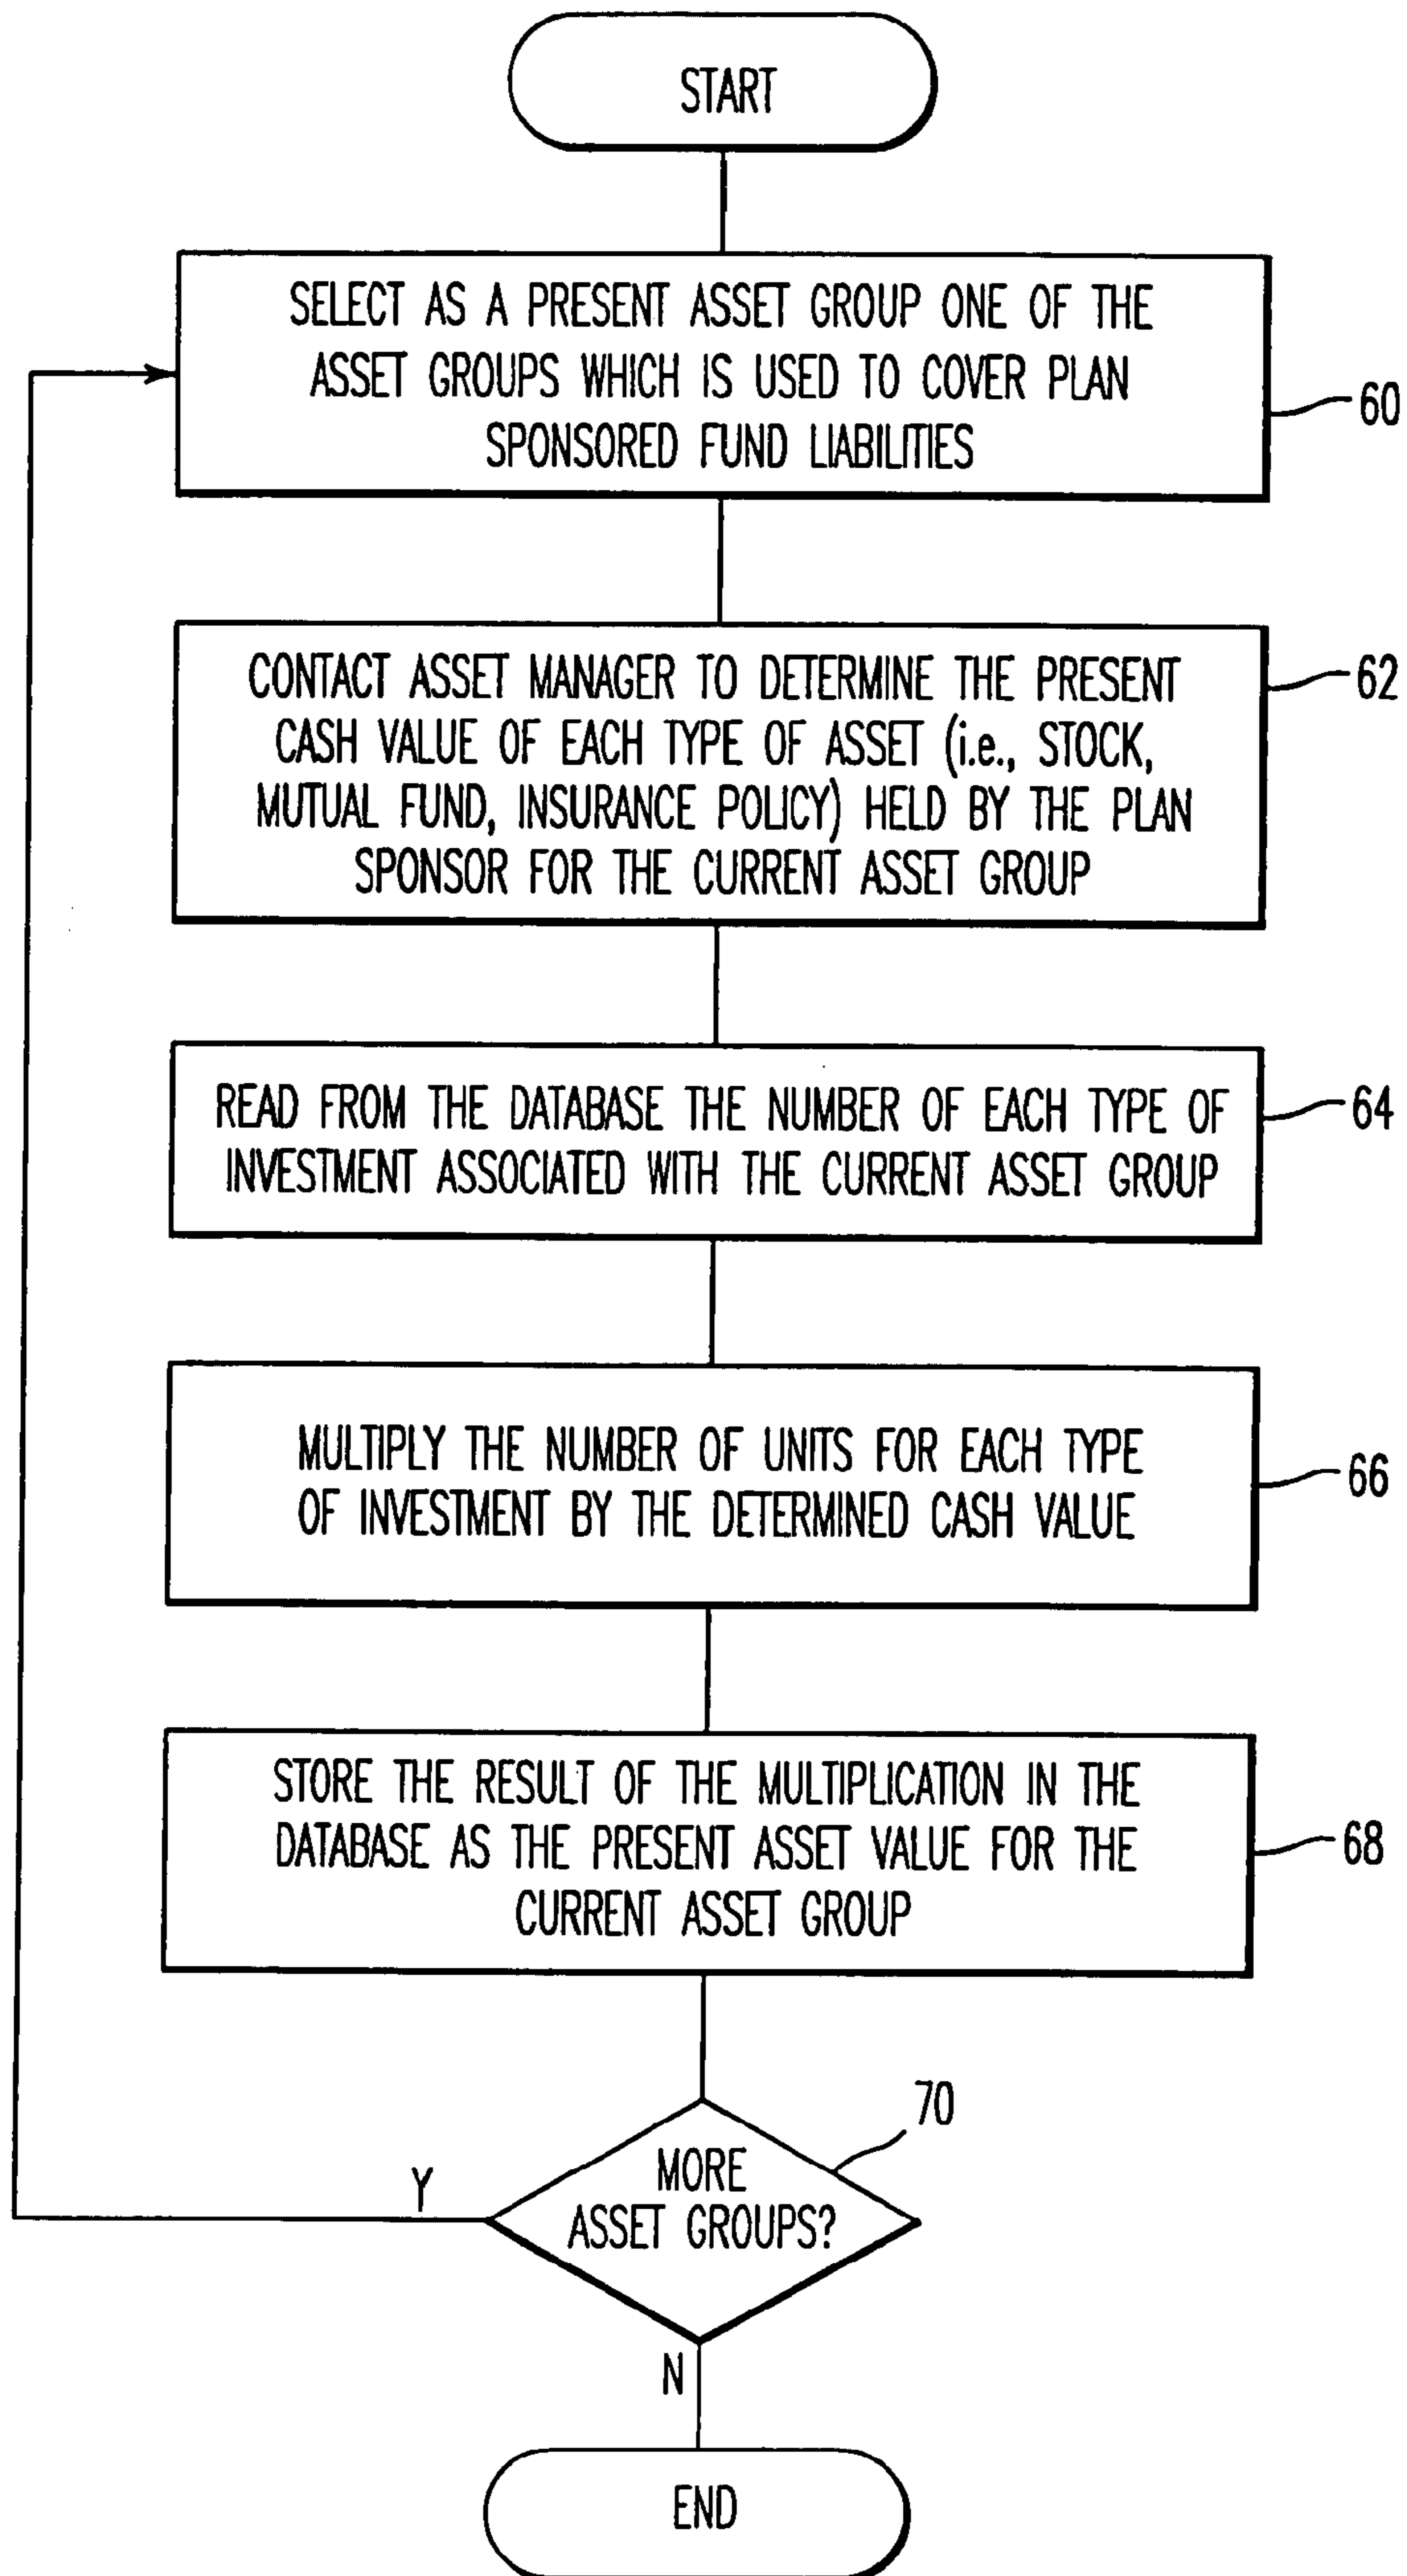 START
SELECT AS A PRESENT ASSET GROUP ONE OF THE
ASSET GROUPS WHICH IS USED TO COVER PLAN
SPONSORED FUND LIABILITIES
60
CONTACT ASSET MANAGER TO DETERMINE THE PRESENT
CASH VALUE OF EACH TYPE OF ASSET (i.e., STOCK,
MUTUAL FUND, INSURANCE POLICY) HELD BY THE PLAN
SPONSOR FOR THE CURRENT ASSET GROUP
62
READ FROM THE DATABASE THE NUMBER OF EACH TYPE OF
INVESTMENT ASSOCIATED WITH THE CURRENT ASSET GROUP
64
MULTIPLY THE NUMBER OF UNITS FOR EACH TYPE
OF INVESTMENT BY THE DETERMINED CASH VALUE
66
STORE THE RESULT OF THE MULTIPLICATION IN THE
DATABASE AS THE PRESENT ASSET VALUE FOR THE
CURRENT ASSET GROUP
68
70
MORE
ASSET GROUPS?
Y
N
END